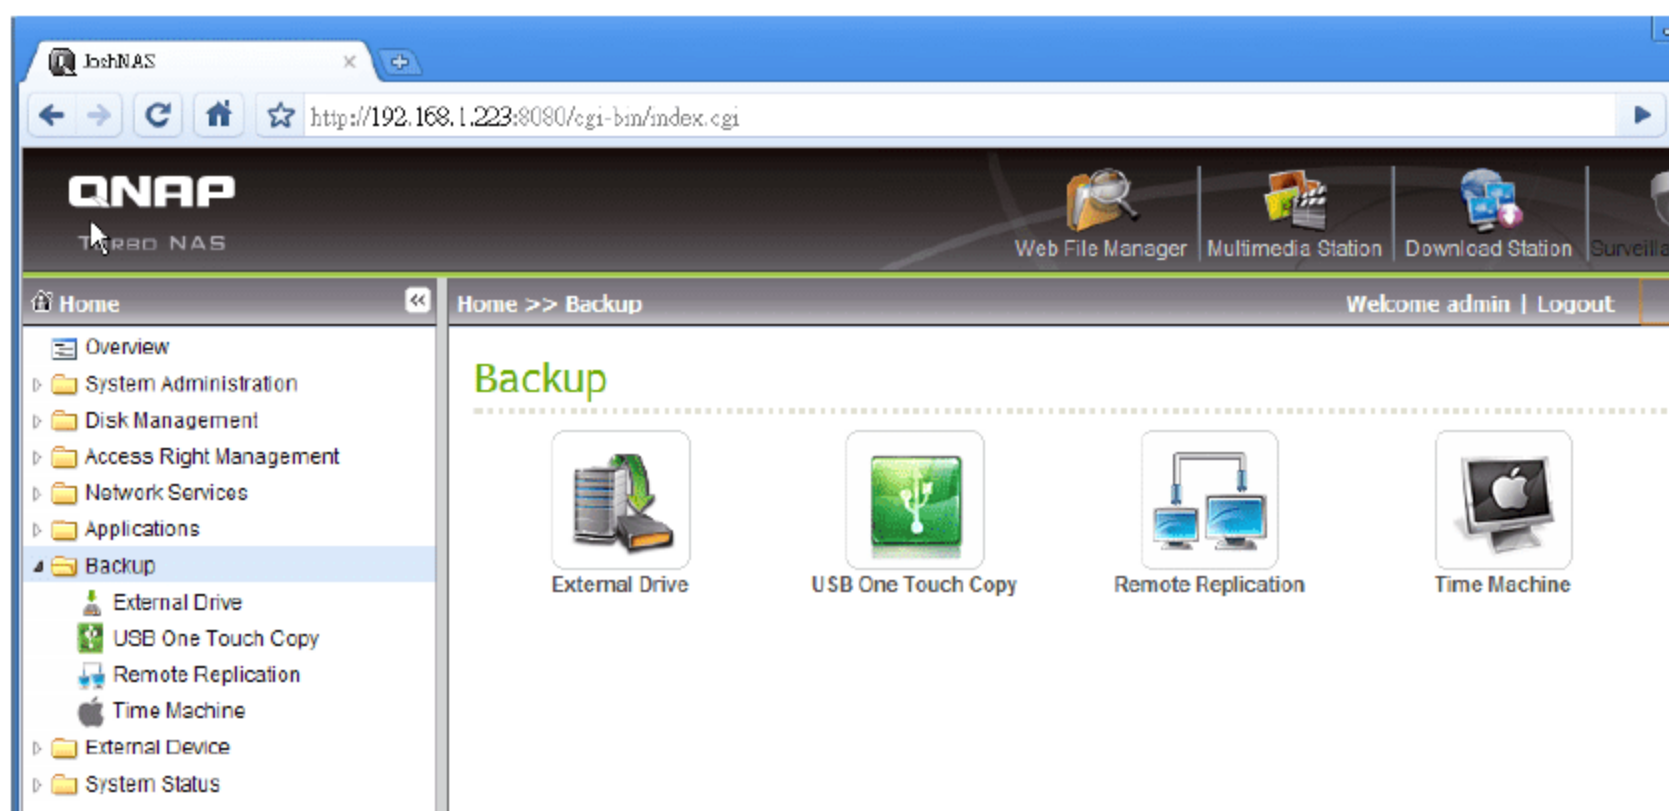 JoshNAS
http://192.168.1.223:8080/cgi-bin/index.cgi
QNAP
TURBO NAS
Web File Manager
Multimedia Station
Download Station
Home
Home >> Backup
Welcome admin | Logout
Overview
System Administration
Disk Management
Access Right Management
Network Services
Applications
Backup
External Drive
USB One Touch Copy
Remote Replication
Time Machine
External Device
System Status
Backup
External Drive
USB One Touch Copy
Remote Replication
Time Machine